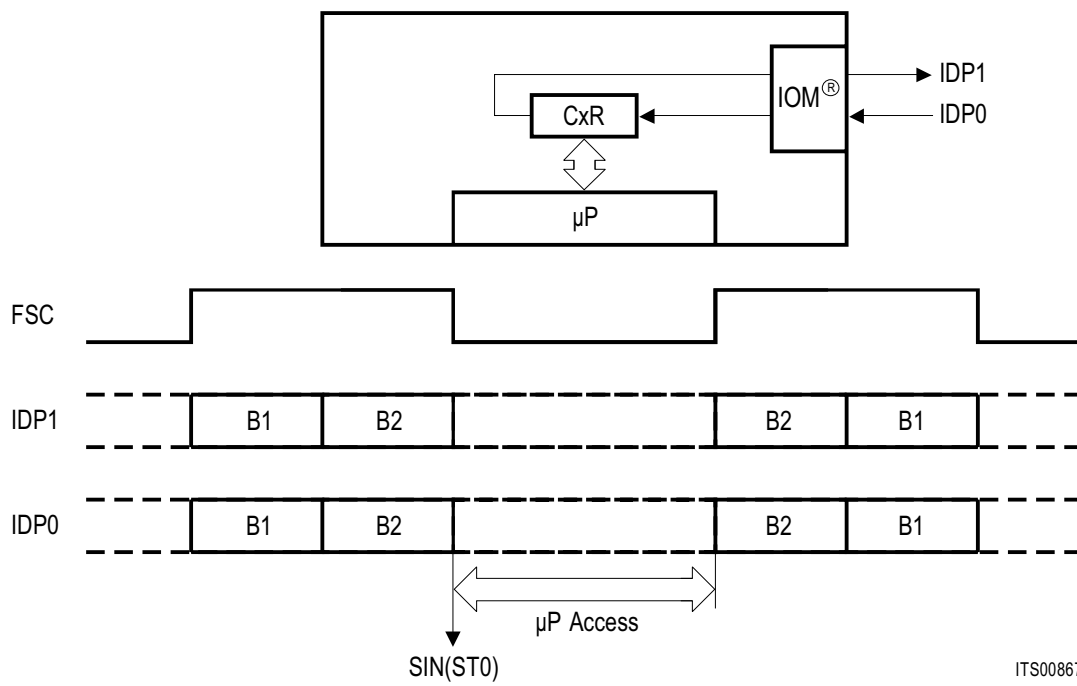 IDP1
IOM®
CxR
IDP0
µP
FSC
IDP1 B1 B2 B2 B1
IDP0 B1 B2 B2 B1
µP Access
SIN(ST0)
ITS00867